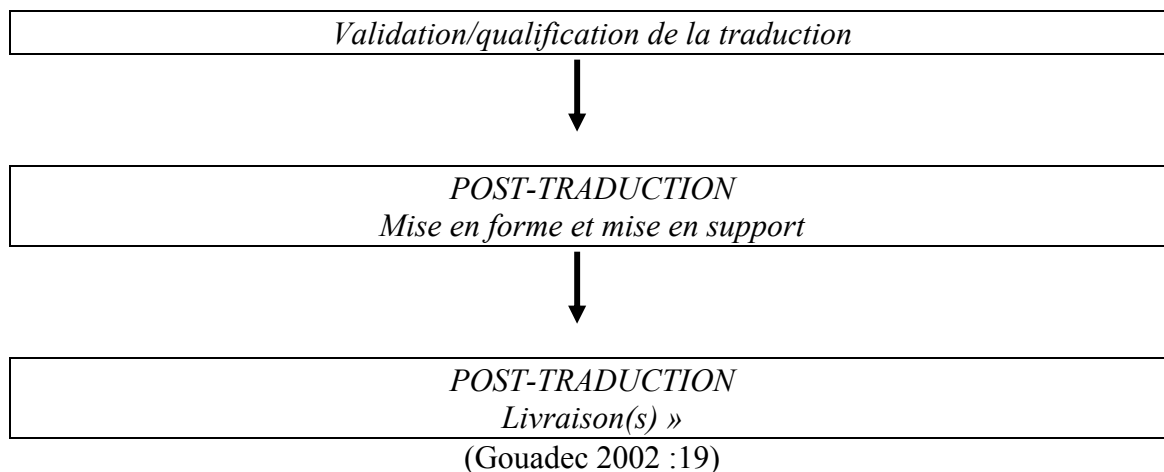 Validation/qualification de la traduction
POST-TRADUCTION
Mise en forme et mise en support
POST-TRADUCTION
Livraison(s) »
(Gouadec 2002 :19)